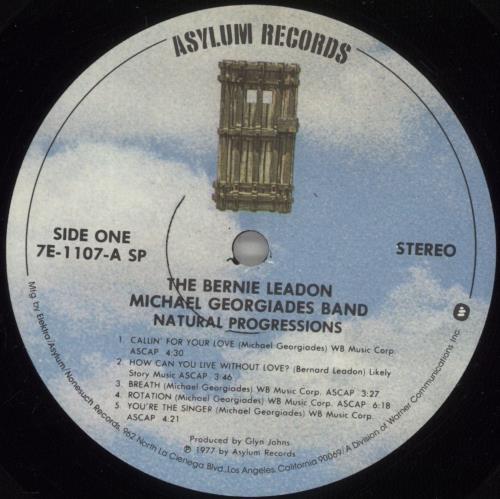 ASYLUM RECORDS
SIDE ONE
7E-1107-A SP
STEREO
THE BERNIE LEADON
MICHAEL GEORGIADES BAND
NATURAL PROGRESSIONS
1. CALLIN' FOR YOUR LOVE (Michael Georgiades) WB Music Corp.
ASCAP 4:30
2. HOW CAN YOU LIVE WITHOUT LOVE? (Bernard Leadon) Likely
Story Music ASCAP 3:46
3. BREATH (Michael Georgiades) WB Music Corp. ASCAP 3:27
4. ROTATION (Michael Georgiades) WB Music Corp. ASCAP 6:18
5. YOU'RE THE SINGER (Michael Georgiades) WB Music Corp.
ASCAP 4:21
Produced by Glyn Johns
℗ 1977 by Asylum Records
Mfg. by Elektra/Asylum/Nonesuch Records, 962 North La Cienega Blvd., Los Angeles, California 90069/A Division of Warner Communications Inc.